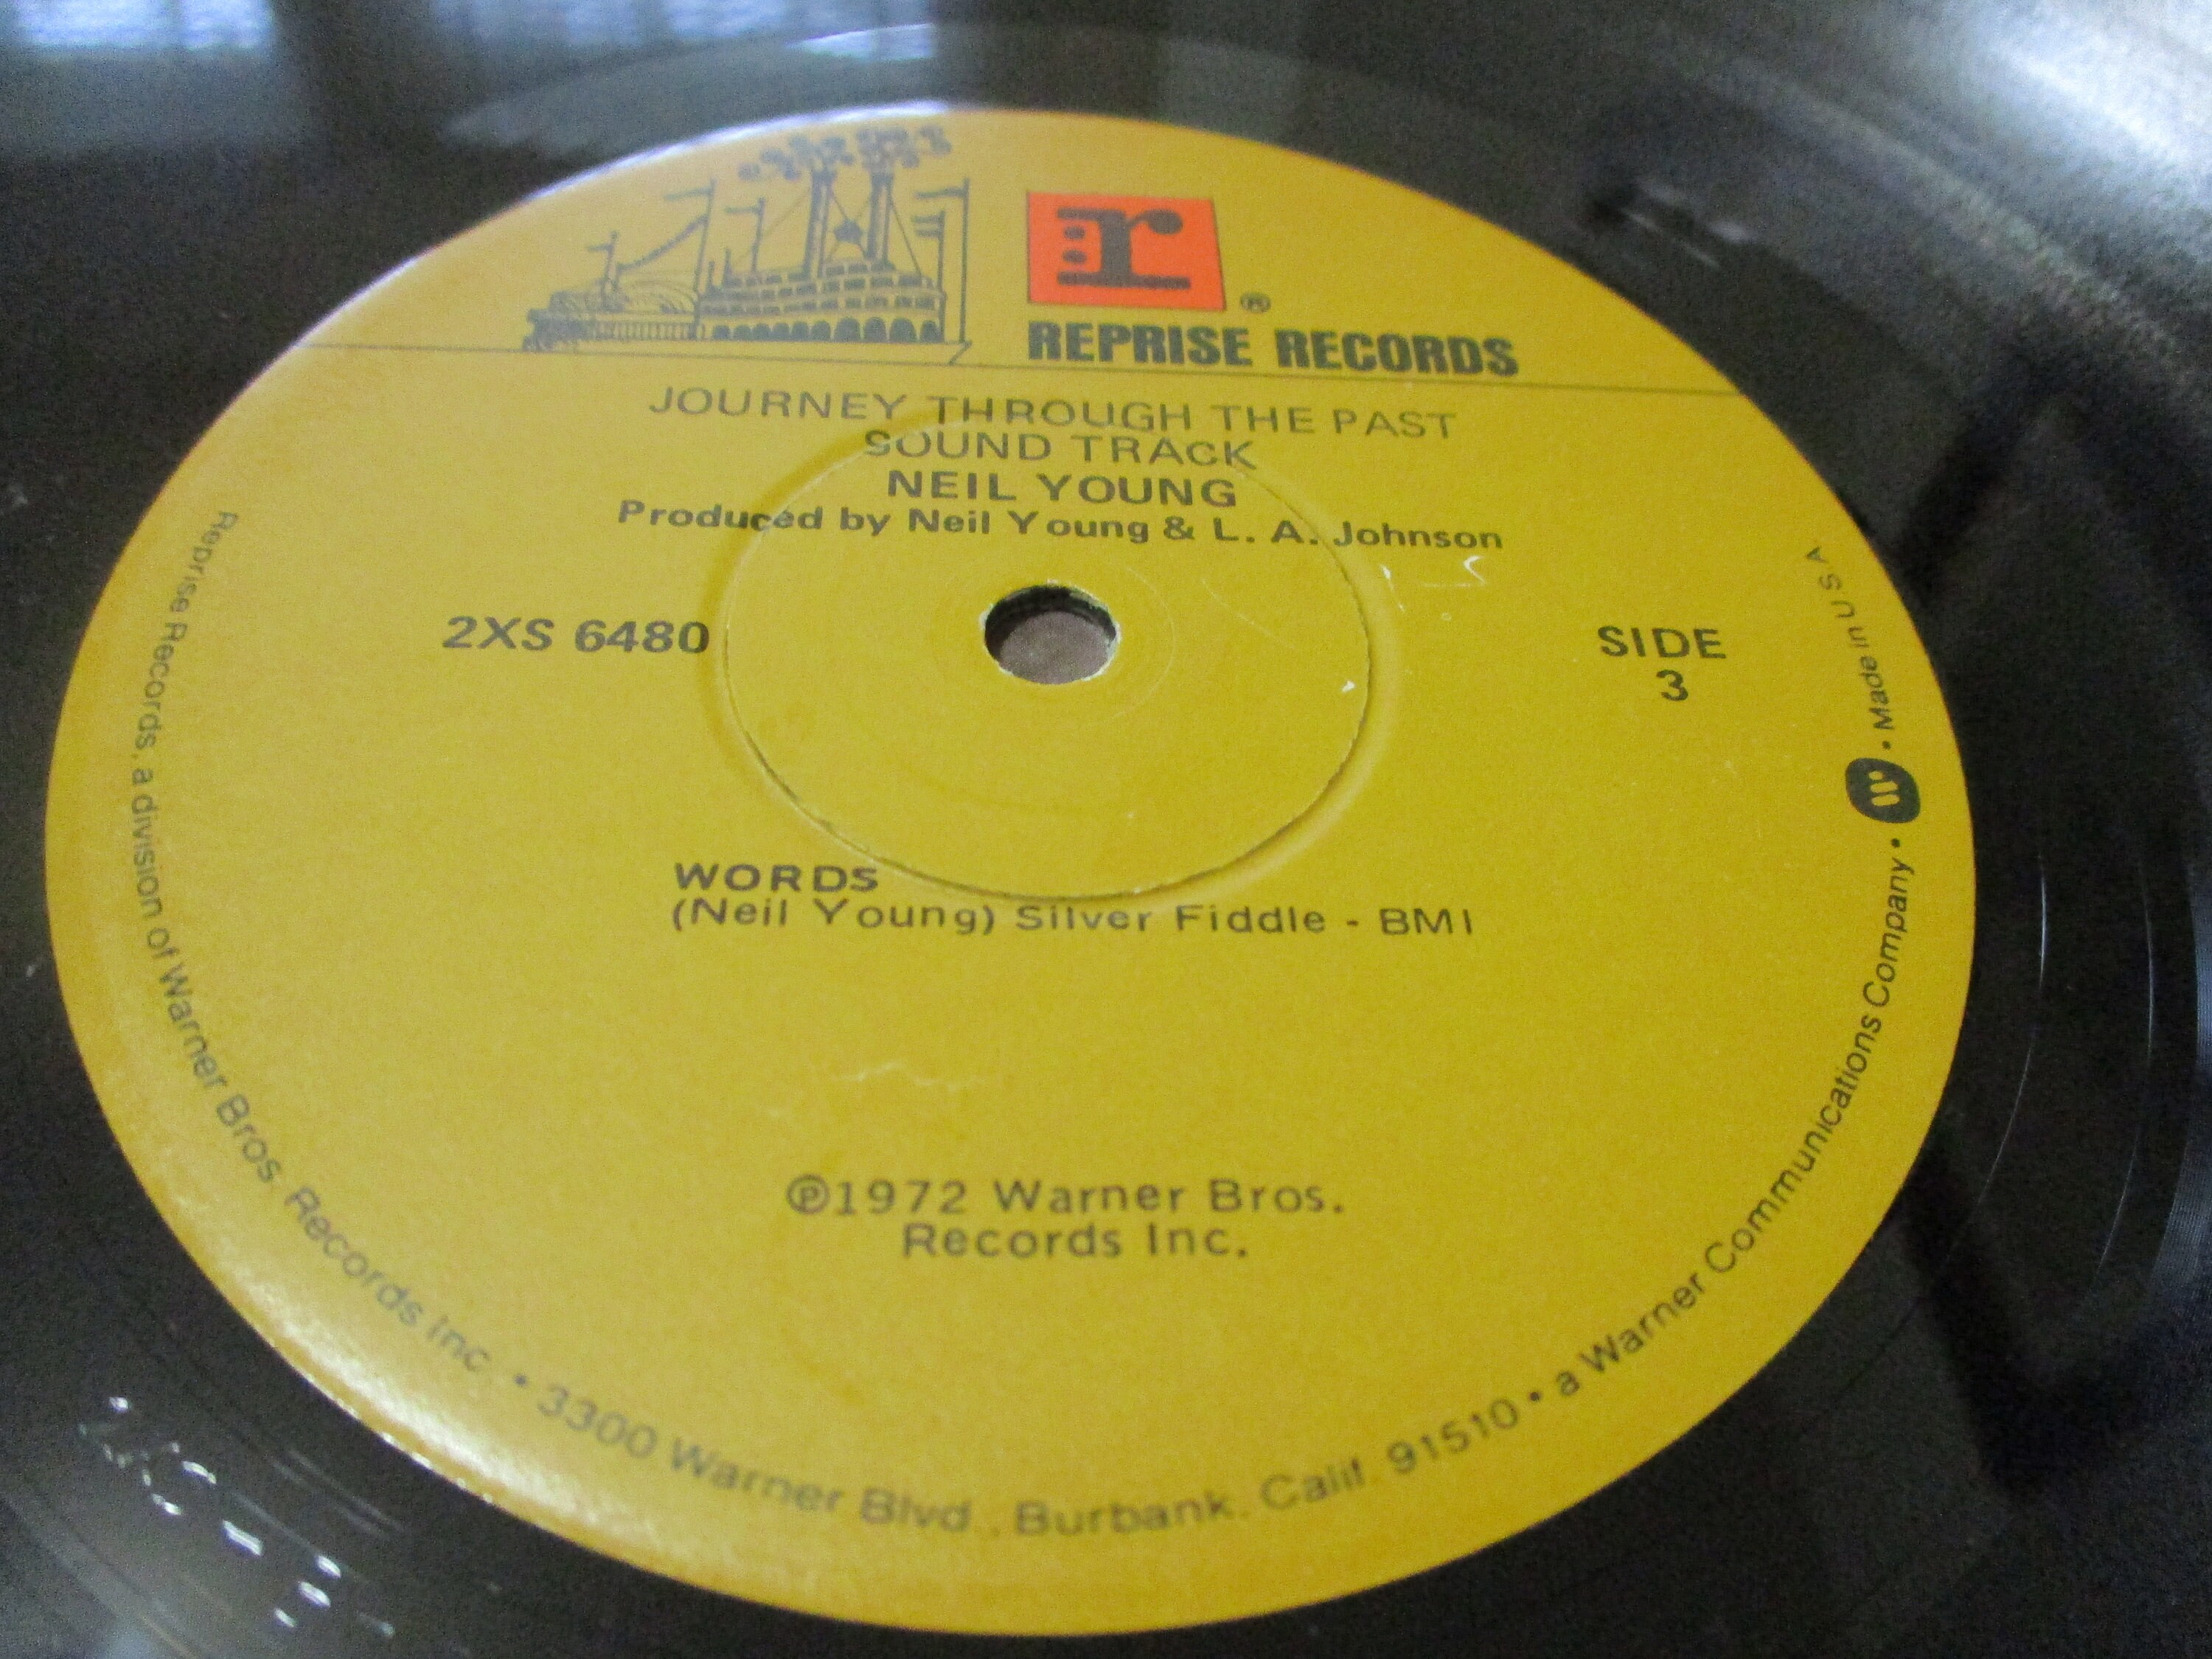 r ®
REPRISE RECORDS
JOURNEY THROUGH THE PAST
SOUND TRACK
NEIL YOUNG
Produced by Neil Young & L. A. Johnson
2XS 6480
SIDE
3
WORDS
(Neil Young) Silver Fiddle - BMI
℗1972 Warner Bros.
Records Inc.
Reprise Records, a division of Warner Bros. Records Inc. • 3300 Warner Blvd., Burbank, Calif. 91510 • a Warner Communications Company • W • Made in U S A